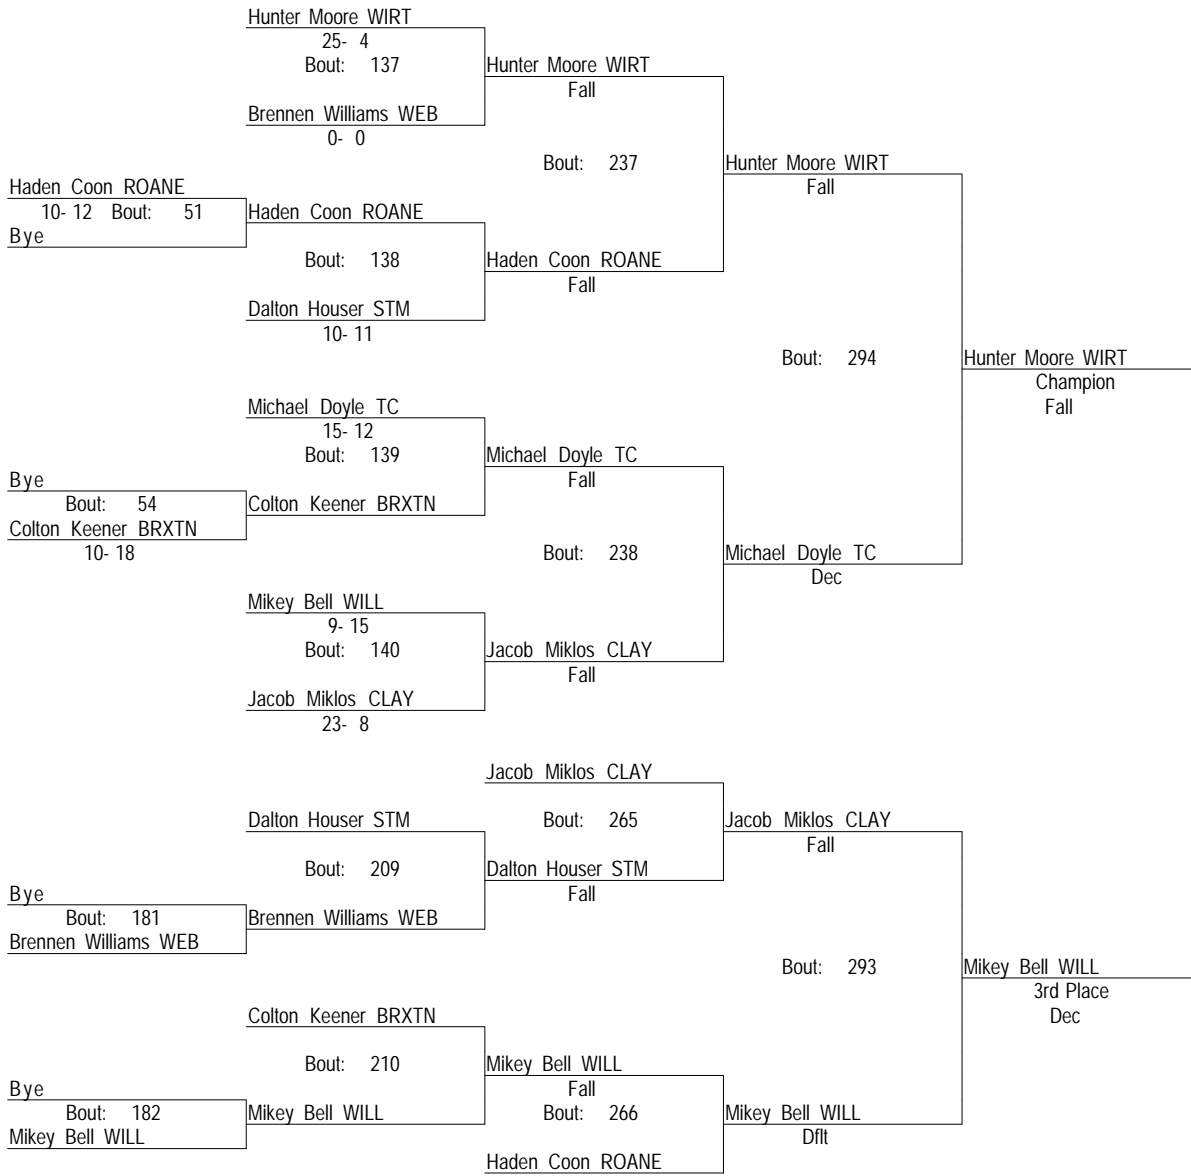 Hunter Moore WIRT
25- 4
Bout: 137
Hunter Moore WIRT
Fall
Brennen Williams WEB
0- 0
Bout: 237
Hunter Moore WIRT
Fall
Haden Coon ROANE
10- 12 Bout: 51
Haden Coon ROANE
Bye
Bout: 138
Haden Coon ROANE
Fall
Dalton Houser STM
10- 11
Bout: 294
Hunter Moore WIRT
Champion
Fall
Michael Doyle TC
15- 12
Bout: 139
Michael Doyle TC
Fall
Bye
Bout: 54
Colton Keener BRXTN
Colton Keener BRXTN
10- 18
Bout: 238
Michael Doyle TC
Dec
Mikey Bell WILL
9- 15
Bout: 140
Jacob Miklos CLAY
Fall
Jacob Miklos CLAY
23- 8
Jacob Miklos CLAY
Dalton Houser STM
Bout: 265
Jacob Miklos CLAY
Fall
Bout: 209
Dalton Houser STM
Fall
Bye
Bout: 181
Brennen Williams WEB
Brennen Williams WEB
Bout: 293
Mikey Bell WILL
3rd Place
Dec
Colton Keener BRXTN
Bout: 210
Mikey Bell WILL
Fall
Bye
Bout: 182
Mikey Bell WILL
Bout: 266
Mikey Bell WILL
Dflt
Mikey Bell WILL
Haden Coon ROANE